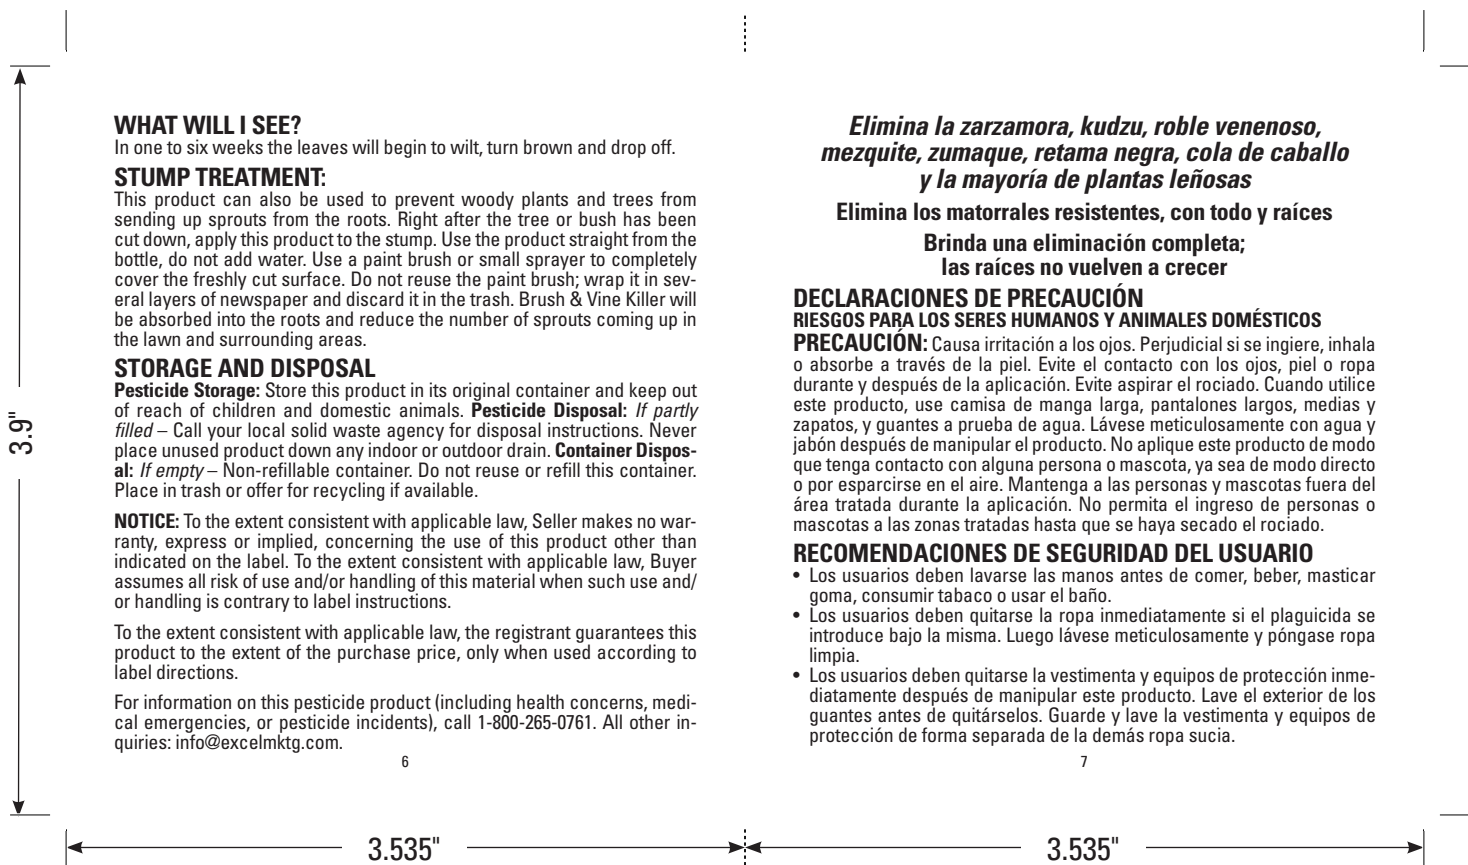 WHAT WILL I SEE?
In one to six weeks the leaves will begin to wilt, turn brown and drop off.
STUMP TREATMENT:
This product can also be used to prevent woody plants and trees from
sending up sprouts from the roots. Right after the tree or bush has been
cut down, apply this product to the stump. Use the product straight from the
bottle, do not add water. Use a paint brush or small sprayer to completely
cover the freshly cut surface. Do not reuse the paint brush; wrap it in sev-
eral layers of newspaper and discard it in the trash. Brush & Vine Killer will
be absorbed into the roots and reduce the number of sprouts coming up in
the lawn and surrounding areas.
STORAGE AND DISPOSAL
Pesticide Storage: Store this product in its original container and keep out
of reach of children and domestic animals. Pesticide Disposal: If partly
filled – Call your local solid waste agency for disposal instructions. Never
place unused product down any indoor or outdoor drain. Container Dispos-
al: If empty – Non-refillable container. Do not reuse or refill this container.
Place in trash or offer for recycling if available.
NOTICE: To the extent consistent with applicable law, Seller makes no war-
ranty, express or implied, concerning the use of this product other than
indicated on the label. To the extent consistent with applicable law, Buyer
assumes all risk of use and/or handling of this material when such use and/
or handling is contrary to label instructions.
To the extent consistent with applicable law, the registrant guarantees this
product to the extent of the purchase price, only when used according to
label directions.
For information on this pesticide product (including health concerns, medi-
cal emergencies, or pesticide incidents), call 1-800-265-0761. All other in-
quiries: info@excelmktg.com.
6
Elimina la zarzamora, kudzu, roble venenoso,
mezquite, zumaque, retama negra, cola de caballo
y la mayoría de plantas leñosas
Elimina los matorrales resistentes, con todo y raíces
Brinda una eliminación completa;
las raíces no vuelven a crecer
DECLARACIONES DE PRECAUCIÓN
RIESGOS PARA LOS SERES HUMANOS Y ANIMALES DOMÉSTICOS
PRECAUCIÓN: Causa irritación a los ojos. Perjudicial si se ingiere, inhala
o absorbe a través de la piel. Evite el contacto con los ojos, piel o ropa
durante y después de la aplicación. Evite aspirar el rociado. Cuando utilice
este producto, use camisa de manga larga, pantalones largos, medias y
zapatos, y guantes a prueba de agua. Lávese meticulosamente con agua y
jabón después de manipular el producto. No aplique este producto de modo
que tenga contacto con alguna persona o mascota, ya sea de modo directo
o por esparcirse en el aire. Mantenga a las personas y mascotas fuera del
área tratada durante la aplicación. No permita el ingreso de personas o
mascotas a las zonas tratadas hasta que se haya secado el rociado.
RECOMENDACIONES DE SEGURIDAD DEL USUARIO
• Los usuarios deben lavarse las manos antes de comer, beber, masticar
goma, consumir tabaco o usar el baño.
• Los usuarios deben quitarse la ropa inmediatamente si el plaguicida se
introduce bajo la misma. Luego lávese meticulosamente y póngase ropa
limpia.
• Los usuarios deben quitarse la vestimenta y equipos de protección inme-
diatamente después de manipular este producto. Lave el exterior de los
guantes antes de quitárselos. Guarde y lave la vestimenta y equipos de
protección de forma separada de la demás ropa sucia.
7
3.9"
3.535"
3.535"